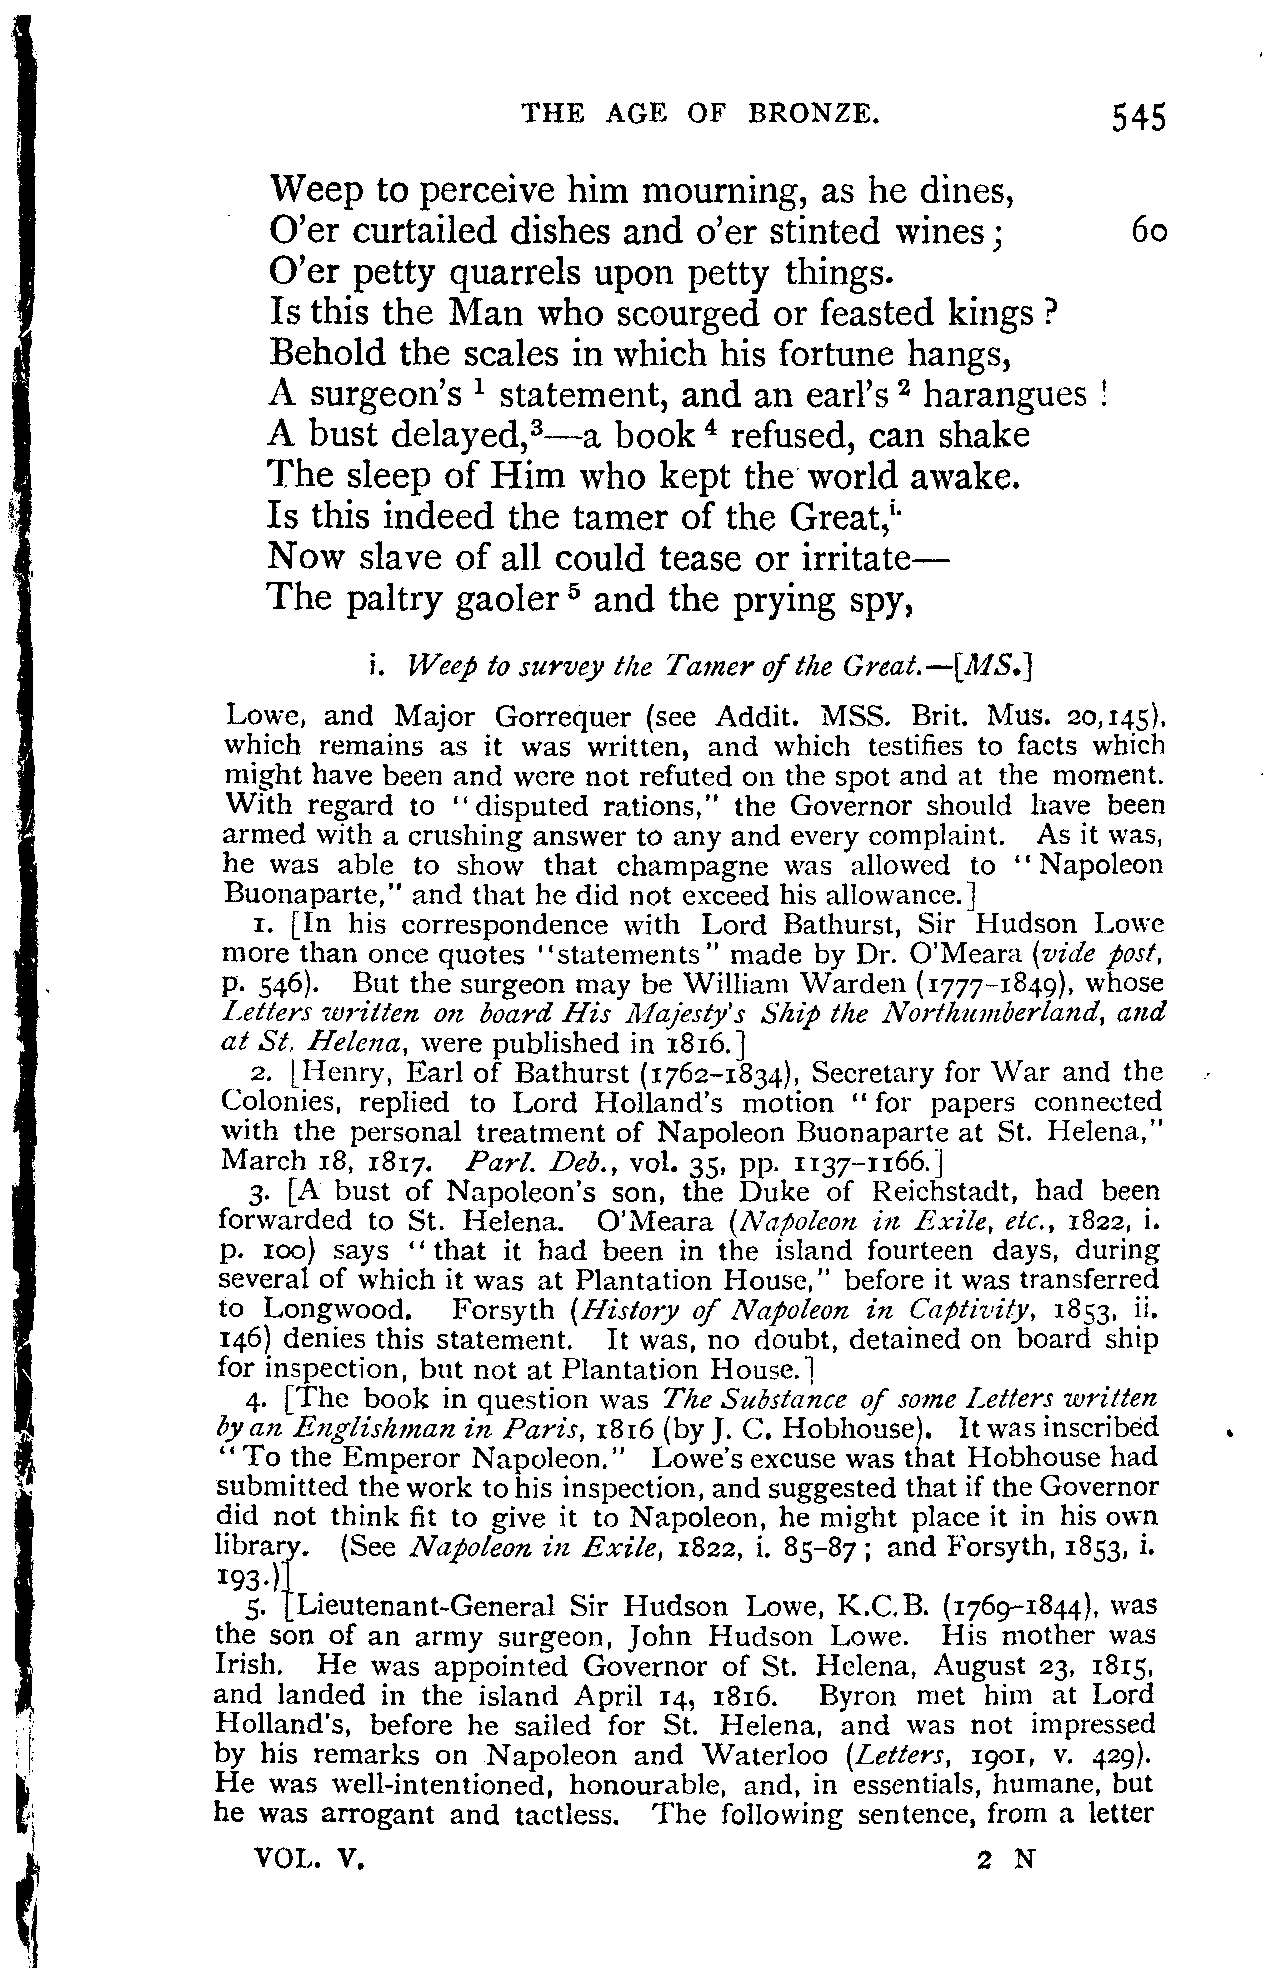 THE AGE OF BRONZE. 545
Weep to perceive him mourning, as he dines,
O'er curtailed dishes and o'er stinted wines; 60
O'er petty quarrels upon petty things.
Is this the Man who scourged or feasted kings?
Behold the scales in which his fortune hangs,
A surgeon's ¹ statement, and an earl's ² harangues!
A bust delayed,³—a book ⁴ refused, can shake
The sleep of Him who kept the world awake.
Is this indeed the tamer of the Great,i.
Now slave of all could tease or irritate—
The paltry gaoler ⁵ and the prying spy,
i. Weep to survey the Tamer of the Great.—[MS.]
Lowe, and Major Gorrequer (see Addit. MSS. Brit. Mus. 20,145),
which remains as it was written, and which testifies to facts which
might have been and were not refuted on the spot and at the moment.
With regard to "disputed rations," the Governor should have been
armed with a crushing answer to any and every complaint. As it was,
he was able to show that champagne was allowed to "Napoleon
Buonaparte," and that he did not exceed his allowance.]
1. [In his correspondence with Lord Bathurst, Sir Hudson Lowe
more than once quotes "statements" made by Dr. O'Meara (vide post,
p. 546). But the surgeon may be William Warden (1777-1849), whose
Letters written on board His Majesty's Ship the Northumberland, and
at St. Helena, were published in 1816.]
2. [Henry, Earl of Bathurst (1762-1834), Secretary for War and the
Colonies, replied to Lord Holland's motion "for papers connected
with the personal treatment of Napoleon Buonaparte at St. Helena,"
March 18, 1817. Parl. Deb., vol. 35, pp. 1137-1166.]
3. [A bust of Napoleon's son, the Duke of Reichstadt, had been
forwarded to St. Helena. O'Meara (Napoleon in Exile, etc., 1822, i.
p. 100) says "that it had been in the island fourteen days, during
several of which it was at Plantation House," before it was transferred
to Longwood. Forsyth (History of Napoleon in Captivity, 1853, ii.
146) denies this statement. It was, no doubt, detained on board ship
for inspection, but not at Plantation House.]
4. [The book in question was The Substance of some Letters written
by an Englishman in Paris, 1816 (by J. C. Hobhouse). It was inscribed
"To the Emperor Napoleon." Lowe's excuse was that Hobhouse had
submitted the work to his inspection, and suggested that if the Governor
did not think fit to give it to Napoleon, he might place it in his own
library. (See Napoleon in Exile, 1822, i. 85-87; and Forsyth, 1853, i.
193.)]
5. [Lieutenant-General Sir Hudson Lowe, K.C.B. (1769-1844), was
the son of an army surgeon, John Hudson Lowe. His mother was
Irish. He was appointed Governor of St. Helena, August 23, 1815,
and landed in the island April 14, 1816. Byron met him at Lord
Holland's, before he sailed for St. Helena, and was not impressed
by his remarks on Napoleon and Waterloo (Letters, 1901, v. 429).
He was well-intentioned, honourable, and, in essentials, humane, but
he was arrogant and tactless. The following sentence, from a letter
VOL. V. 2 N